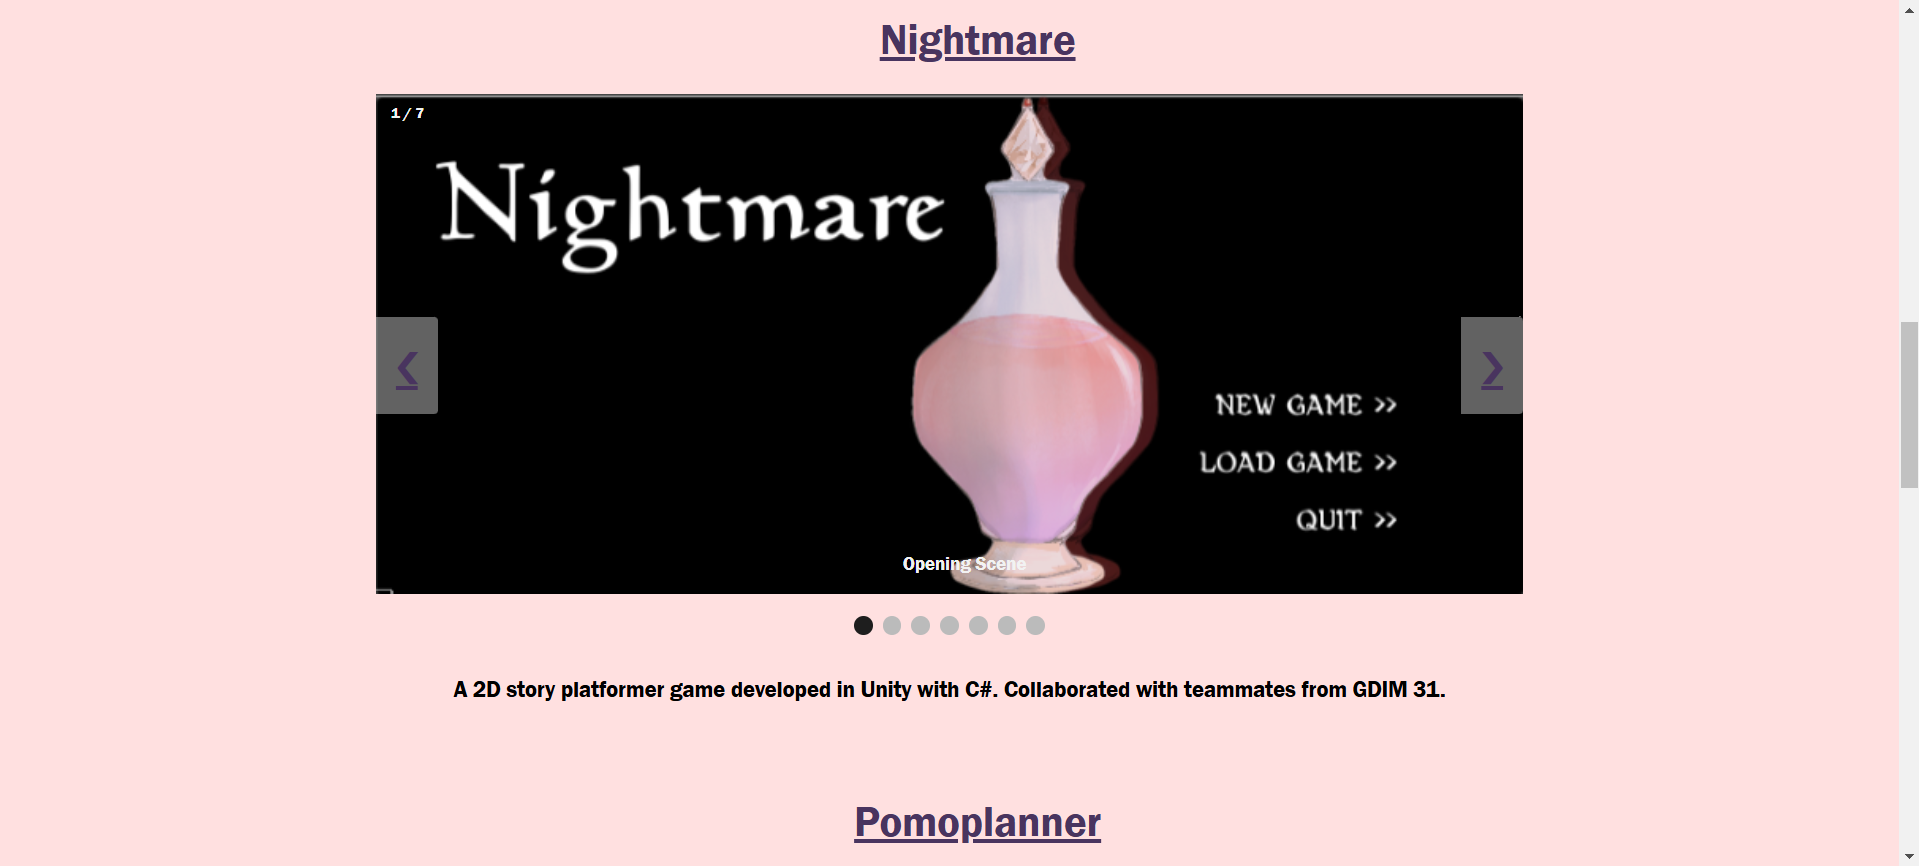 Nightmare
1 / 7
Nightmare
❮
❯
NEW GAME >>
LOAD GAME >>
QUIT >>
Opening Scene
A 2D story platformer game developed in Unity with C#. Collaborated with teammates from GDIM 31.
Pomoplanner